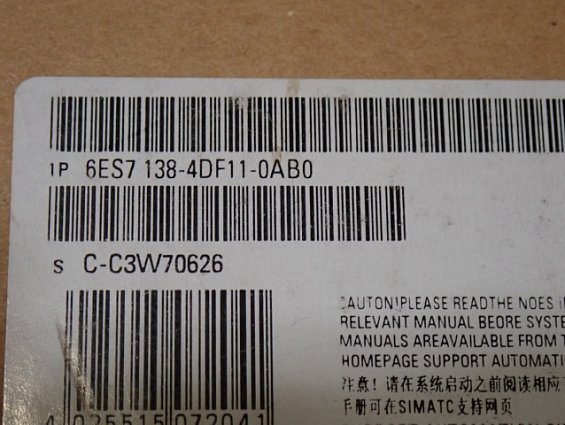 1P 6ES7 138-4DF11-0AB0
S C-C3W70626
CAUTON!PLEASE READTHE NOES
RELEVANT MANUAL BEORE SYSTE
MANUALS AREAVAILABLE FROM
HOMEPAGE SUPPORT AUTOMATI
注意！请在系统启动之前阅读相应
手册可在SIMATC支持网页
4 025515 072041